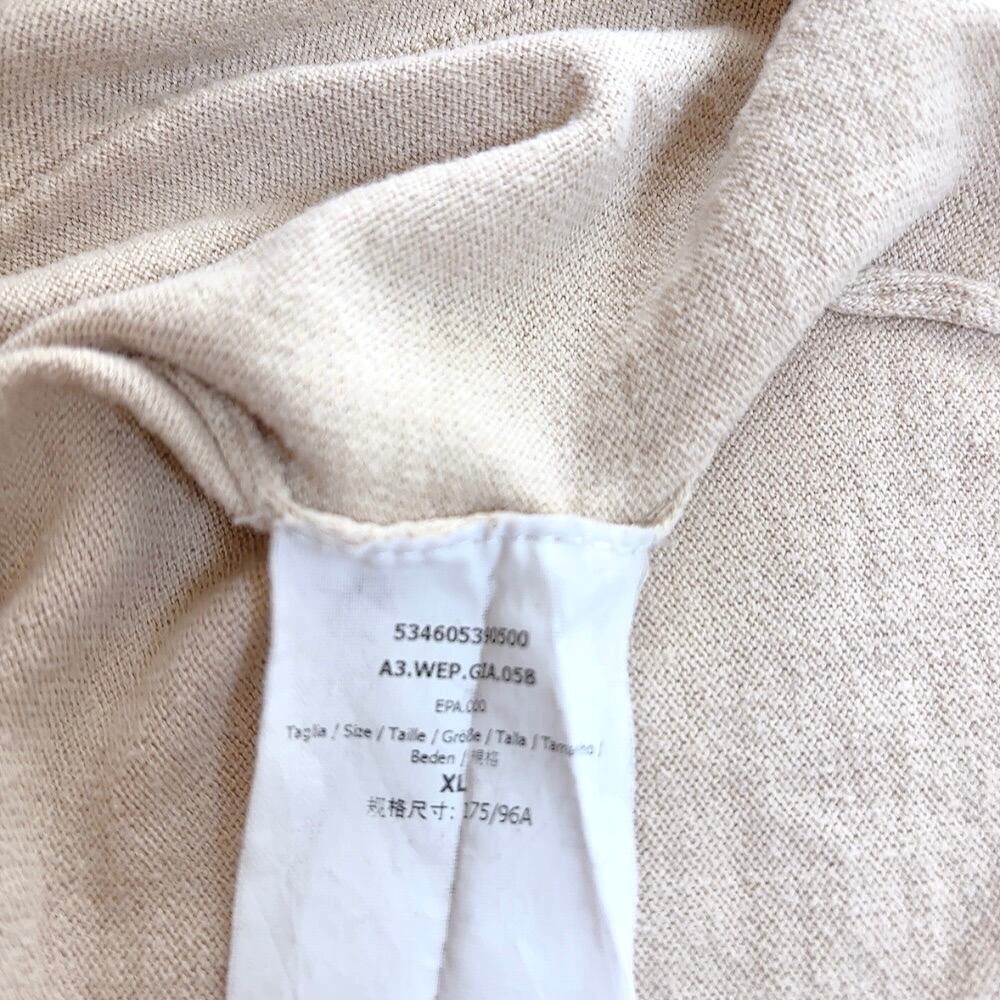 A3.WEP.GIA.058
EPA.000
Taglia / Size / Taille / Größe / Talla / Tamanho /
Beden / 规格
XL
规格尺寸: 175/96A